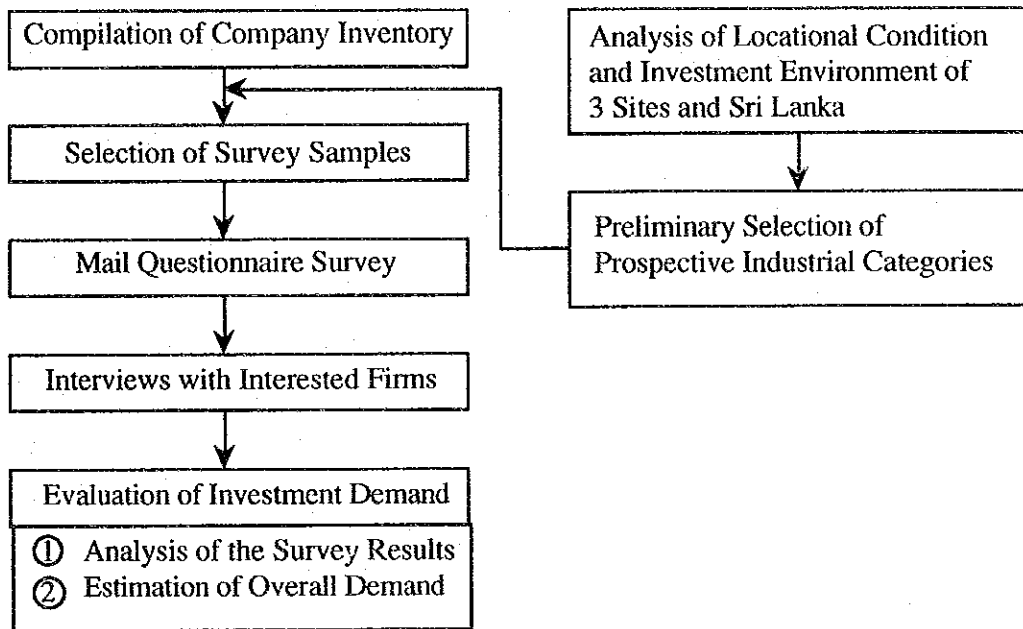 Compilation of Company Inventory
Selection of Survey Samples
Mail Questionnaire Survey
Interviews with Interested Firms
Evaluation of Investment Demand
① Analysis of the Survey Results
② Estimation of Overall Demand
Analysis of Locational Condition
and Investment Environment of
3 Sites and Sri Lanka
Preliminary Selection of
Prospective Industrial Categories